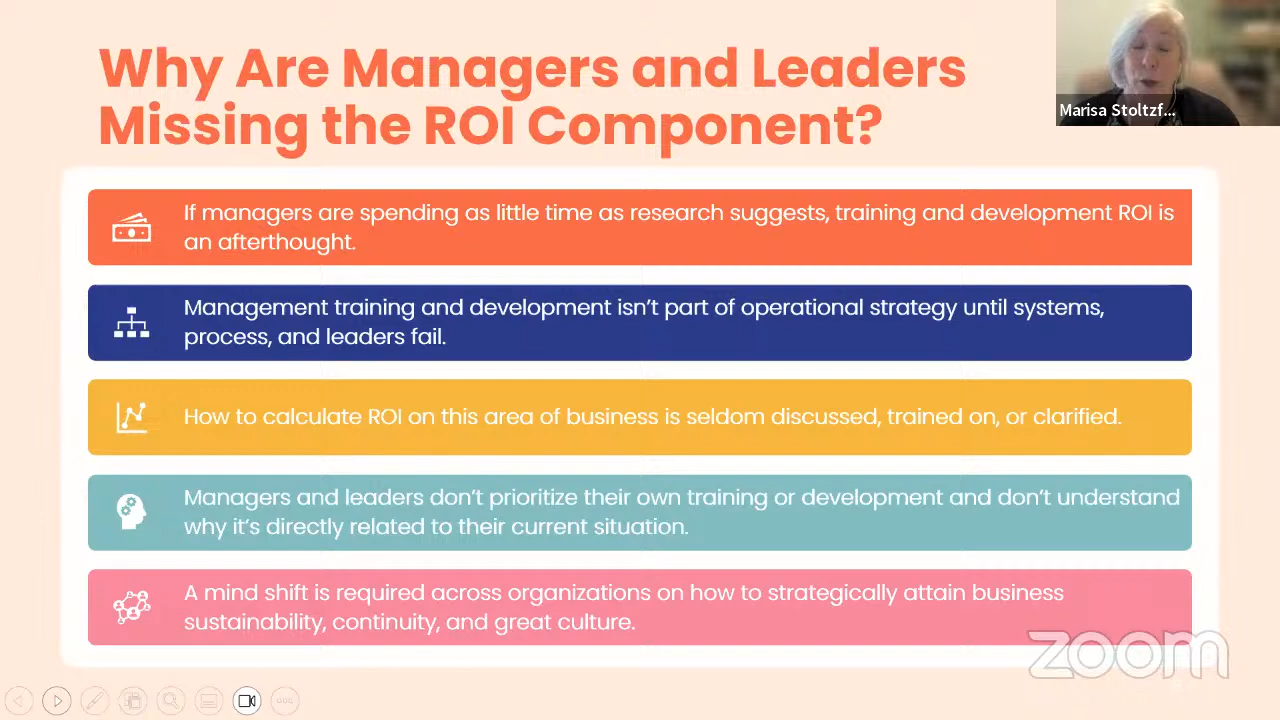 Why Are Managers and Leaders
Missing the ROI Component?
Marisa Stoltzf...
If managers are spending as little time as research suggests, training and development ROI is
an afterthought.
Management training and development isn't part of operational strategy until systems,
process, and leaders fail.
How to calculate ROI on this area of business is seldom discussed, trained on, or clarified.
Managers and leaders don't prioritize their own training or development and don't understand
why it's directly related to their current situation.
A mind shift is required across organizations on how to strategically attain business
sustainability, continuity, and great culture.
zoom